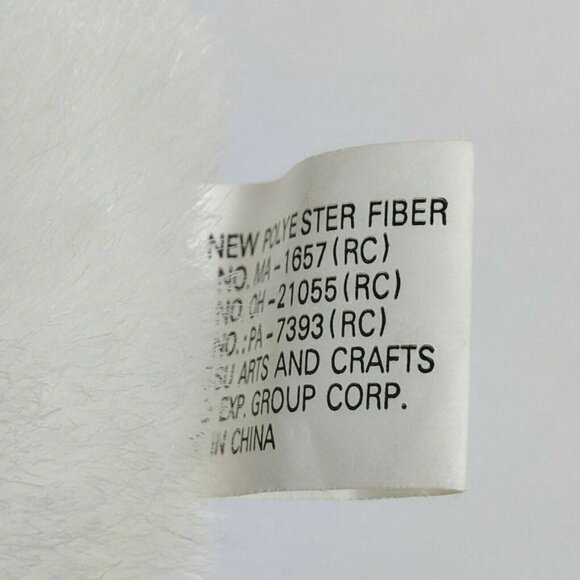 NEW POLYESTER FIBER
NO. MA-1657(RC)
NO. OH-21055(RC)
NO.: PA-7393(RC)
SU ARTS AND CRAFTS
EXP. GROUP CORP.
IN CHINA